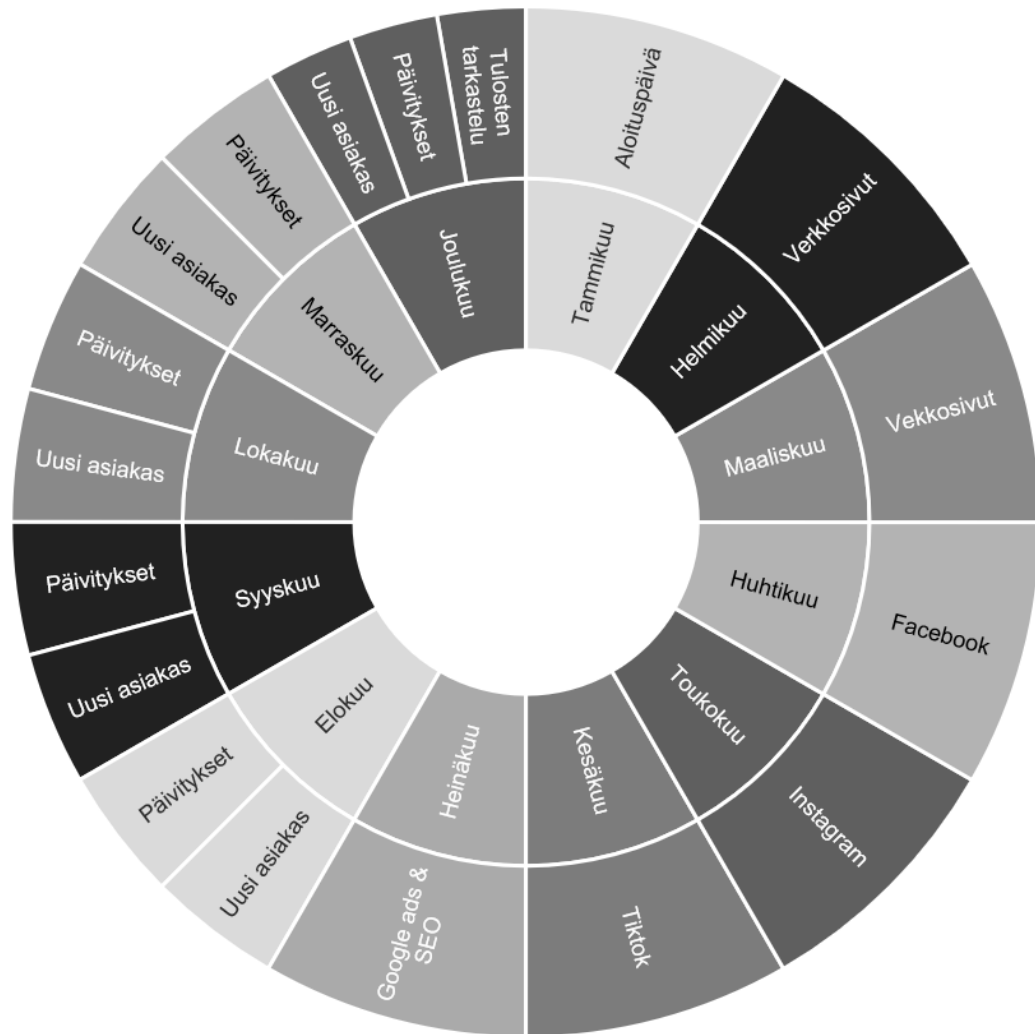 Aloituspäivä
Tammikuu
Verkkosivut
Helmikuu
Vekkosivut
Maaliskuu
Facebook
Huhtikuu
Instagram
Toukokuu
Tiktok
Kesäkuu
Google ads &
SEO
Heinäkuu
Uusi asiakas
Päivitykset
Elokuu
Uusi asiakas
Päivitykset
Syyskuu
Uusi asiakas
Päivitykset
Lokakuu
Uusi asiakas
Päivitykset
Marraskuu
Uusi asiakas
Päivitykset
Tulosten
tarkastelu
Joulukuu